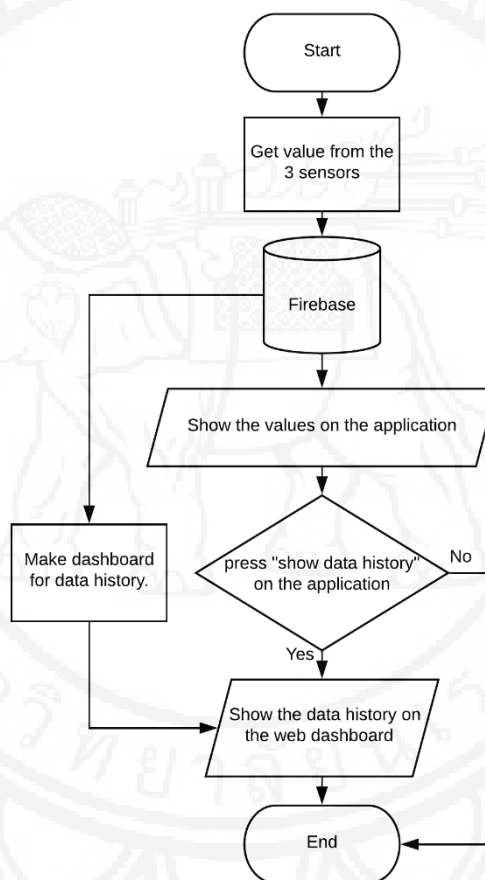 Start
Get value from the
3 sensors
Firebase
Show the values on the application
Make dashboard
for data history.
press "show data history"
on the application
No
Yes
Show the data history on
the web dashboard
End